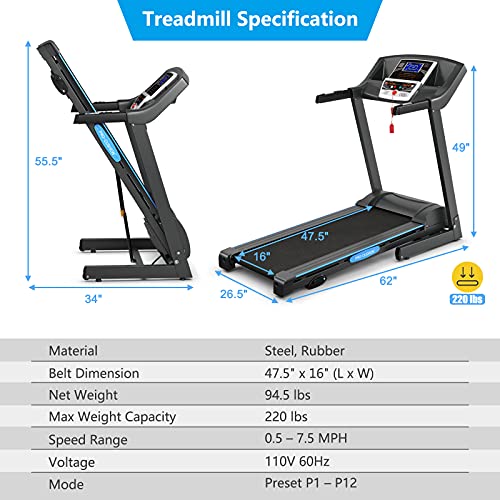 Treadmill Specification
55.5"
34"
49"
47.5"
16"
26.5"
62"
220 lbs
Material Steel, Rubber
Belt Dimension 47.5" x 16" (L x W)
Net Weight 94.5 lbs
Max Weight Capacity 220 lbs
Speed Range 0.5 – 7.5 MPH
Voltage 110V 60Hz
Mode Preset P1 – P12